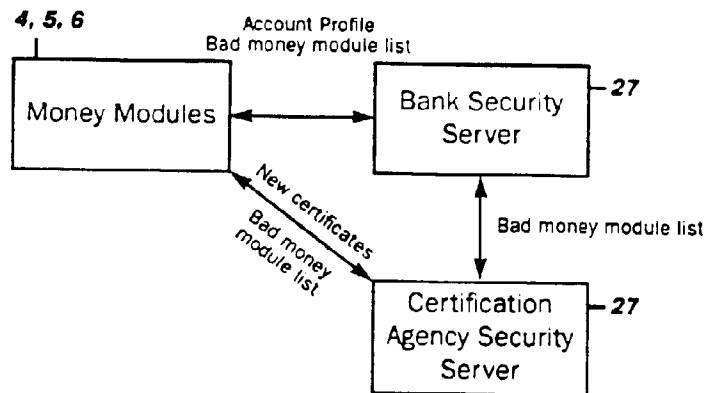 4, 5, 6
Account Profile
Bad money module list
Money Modules
Bank Security
Server
27
New certificates
Bad money
module list
Bad money module list
Certification
Agency Security
Server
27